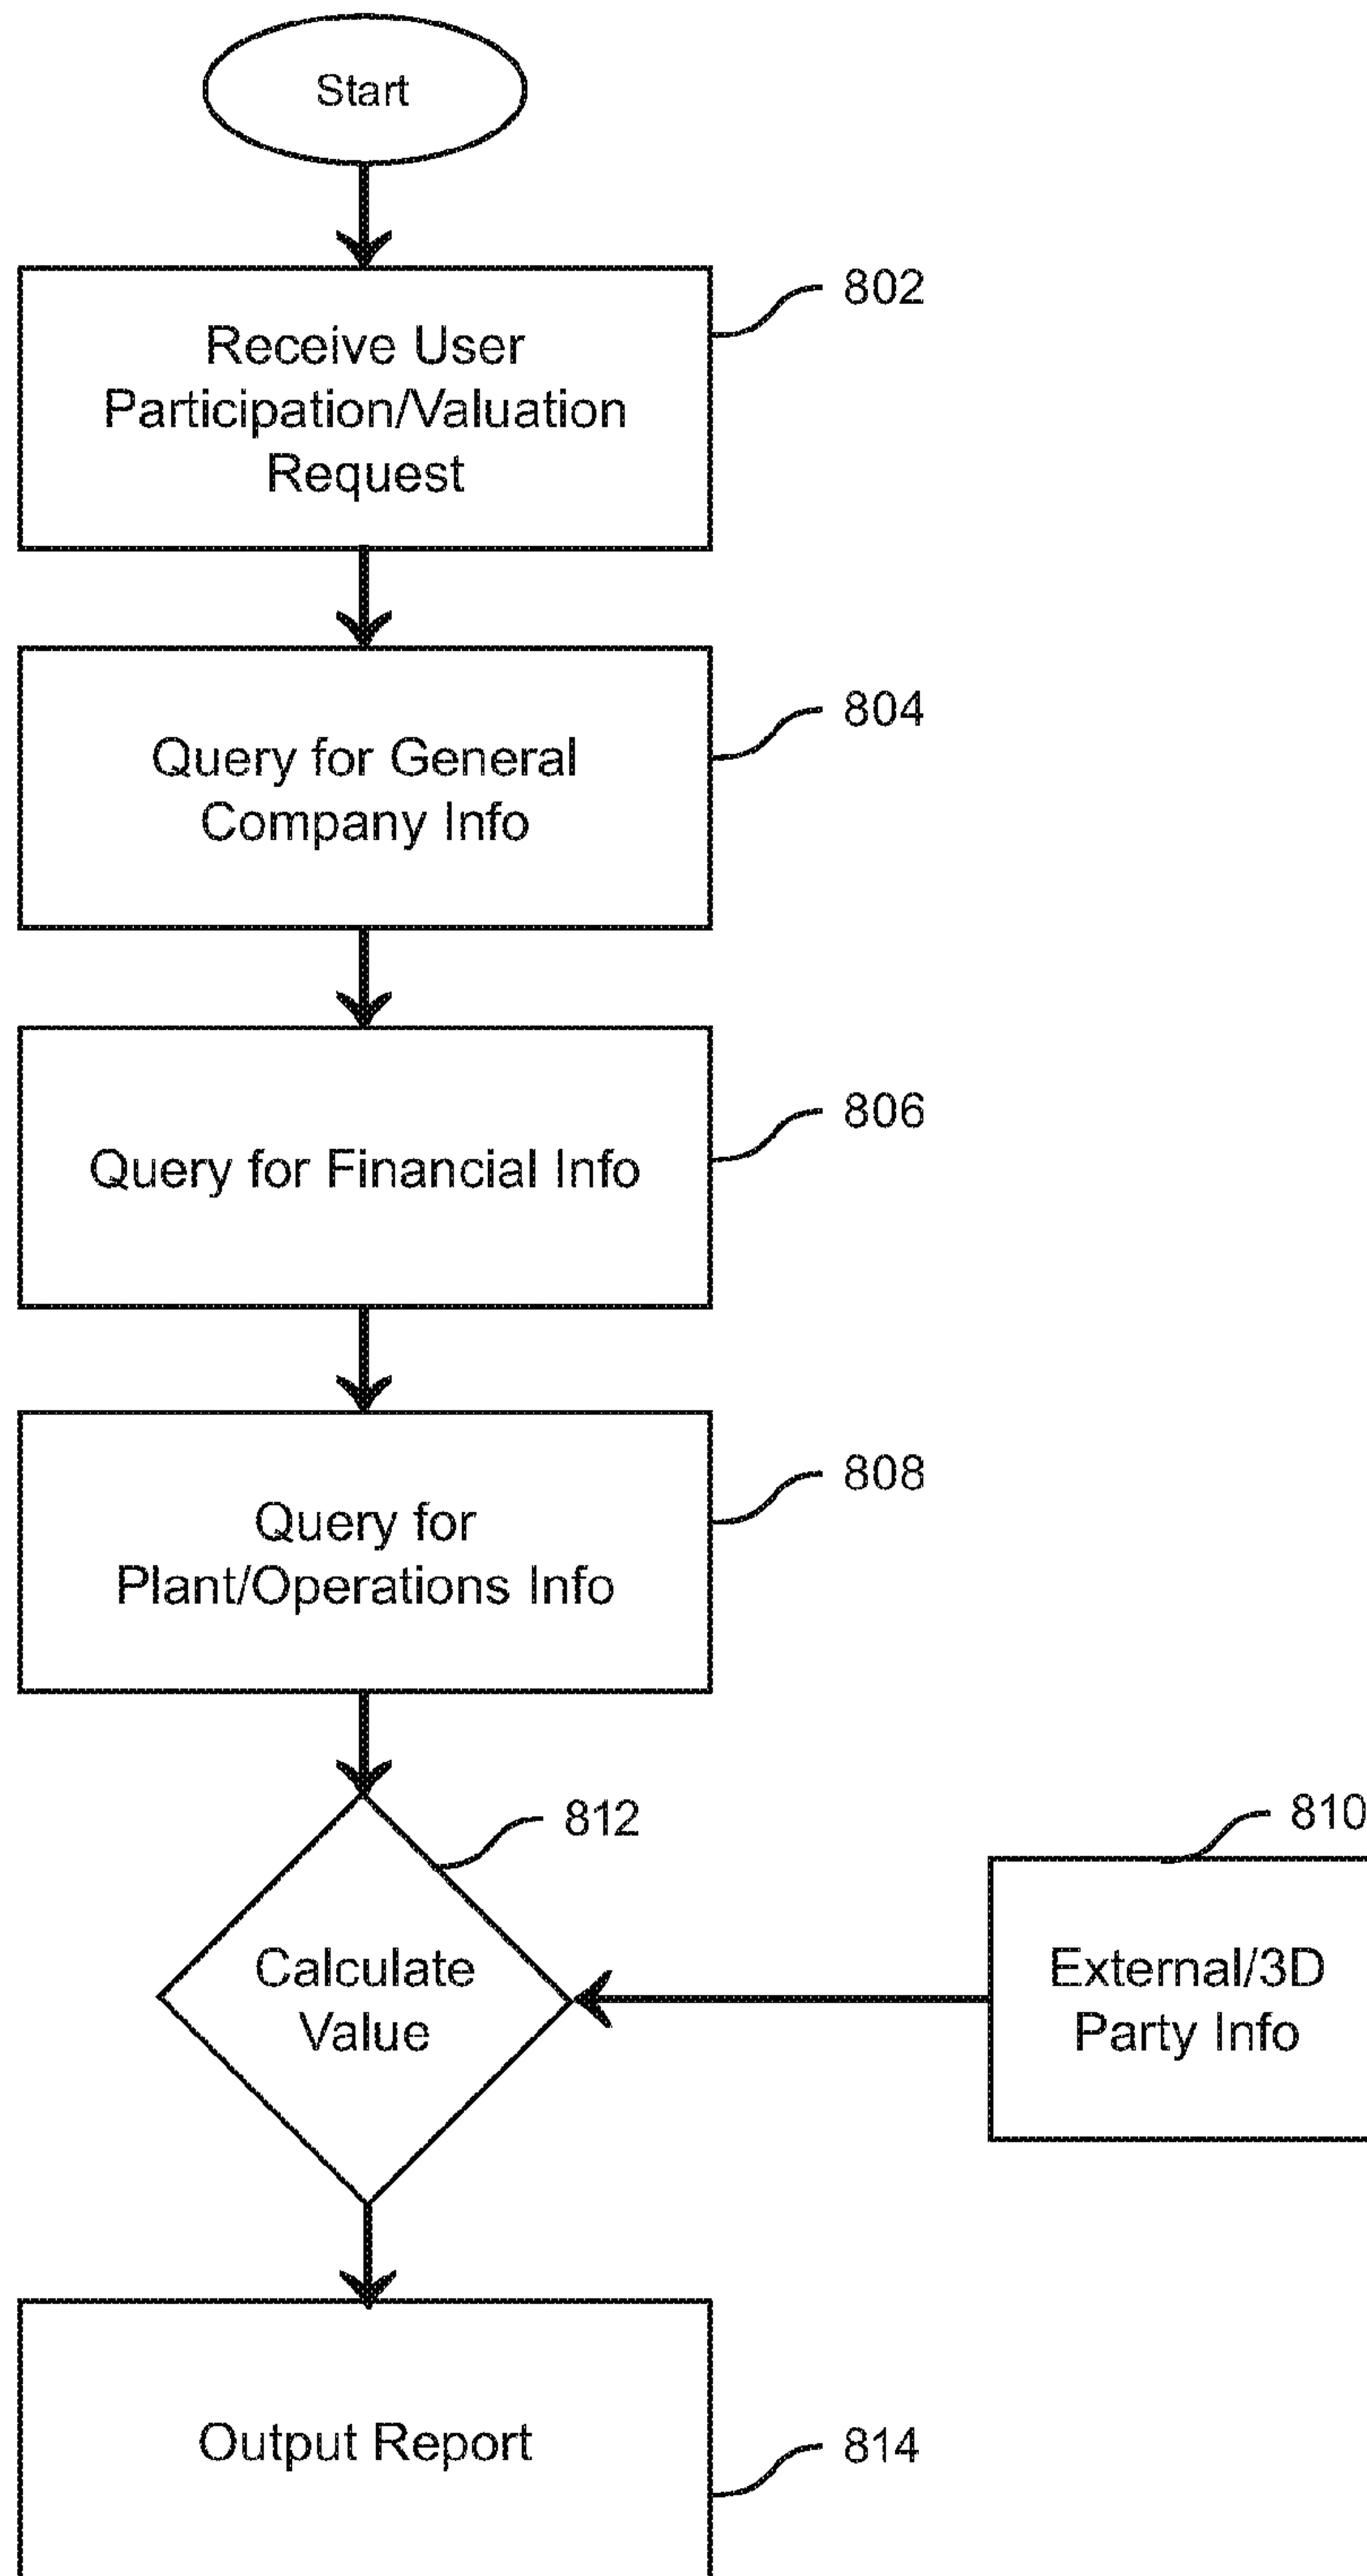 Start
802
Receive User
Participation/Valuation
Request
804
Query for General
Company Info
806
Query for Financial Info
808
Query for
Plant/Operations Info
812
810
Calculate
Value
External/3D
Party Info
Output Report
814